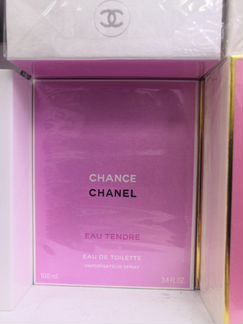 CHANCE
CHANEL
EAU TENDRE
EAU DE TOILETTE
VAPORISATEUR SPRAY
100 ml 3.4 FL. OZ.